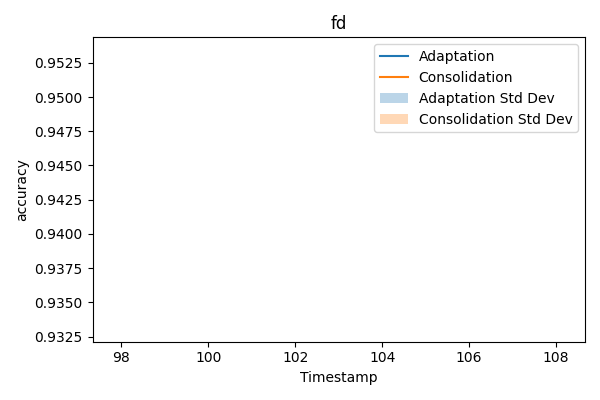 fd
Adaptation
Consolidation
Adaptation Std Dev
Consolidation Std Dev
accuracy
0.9525
0.9500
0.9475
0.9450
0.9425
0.9400
0.9375
0.9350
0.9325
98 100 102 104 106 108
Timestamp